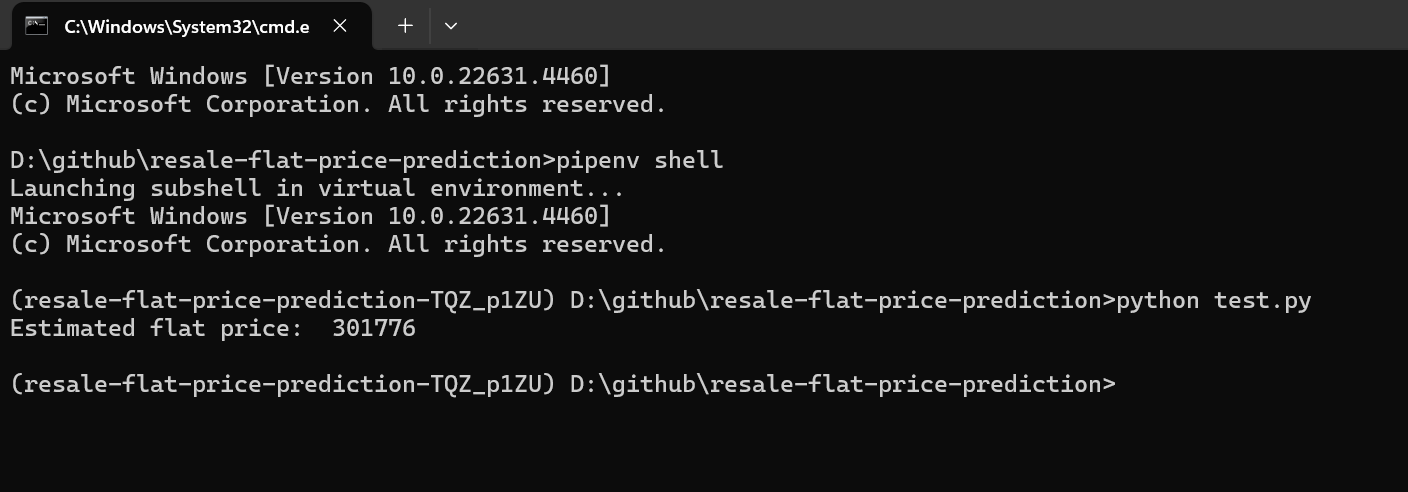 C:\Windows\System32\cmd.e
Microsoft Windows [Version 10.0.22631.4460]
(c) Microsoft Corporation. All rights reserved.
D:\github\resale-flat-price-prediction>pipenv shell
Launching subshell in virtual environment...
Microsoft Windows [Version 10.0.22631.4460]
(c) Microsoft Corporation. All rights reserved.
(resale-flat-price-prediction-TQZ_p1ZU) D:\github\resale-flat-price-prediction>python test.py
Estimated flat price:  301776
(resale-flat-price-prediction-TQZ_p1ZU) D:\github\resale-flat-price-prediction>